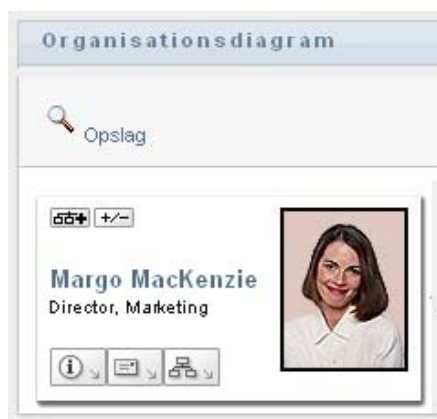 Organisationsdiagram
Opslag
+/-
Margo MacKenzie
Director, Marketing